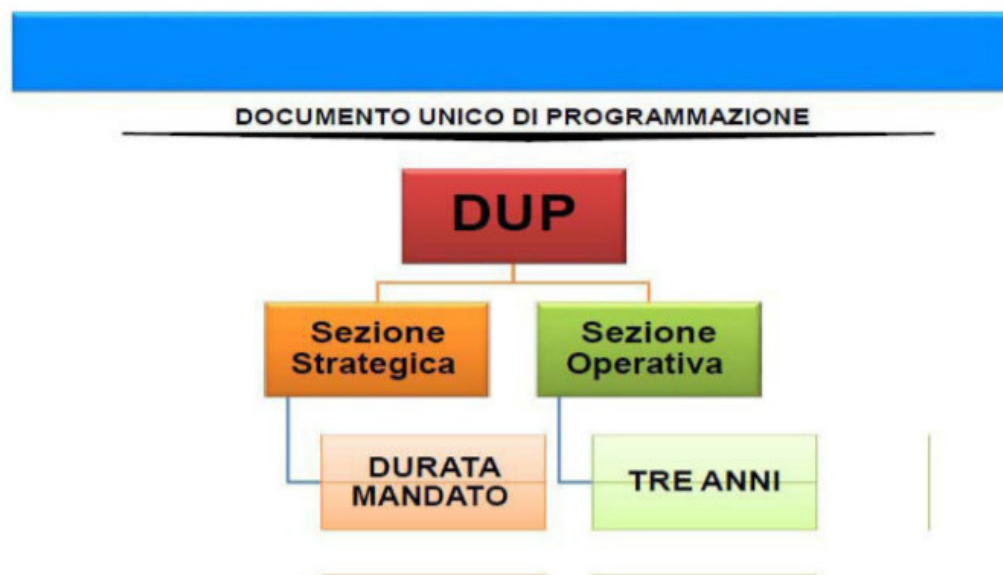 DOCUMENTO UNICO DI PROGRAMMAZIONE
DUP
Sezione
Strategica
Sezione
Operativa
DURATA
MANDATO
TRE ANNI